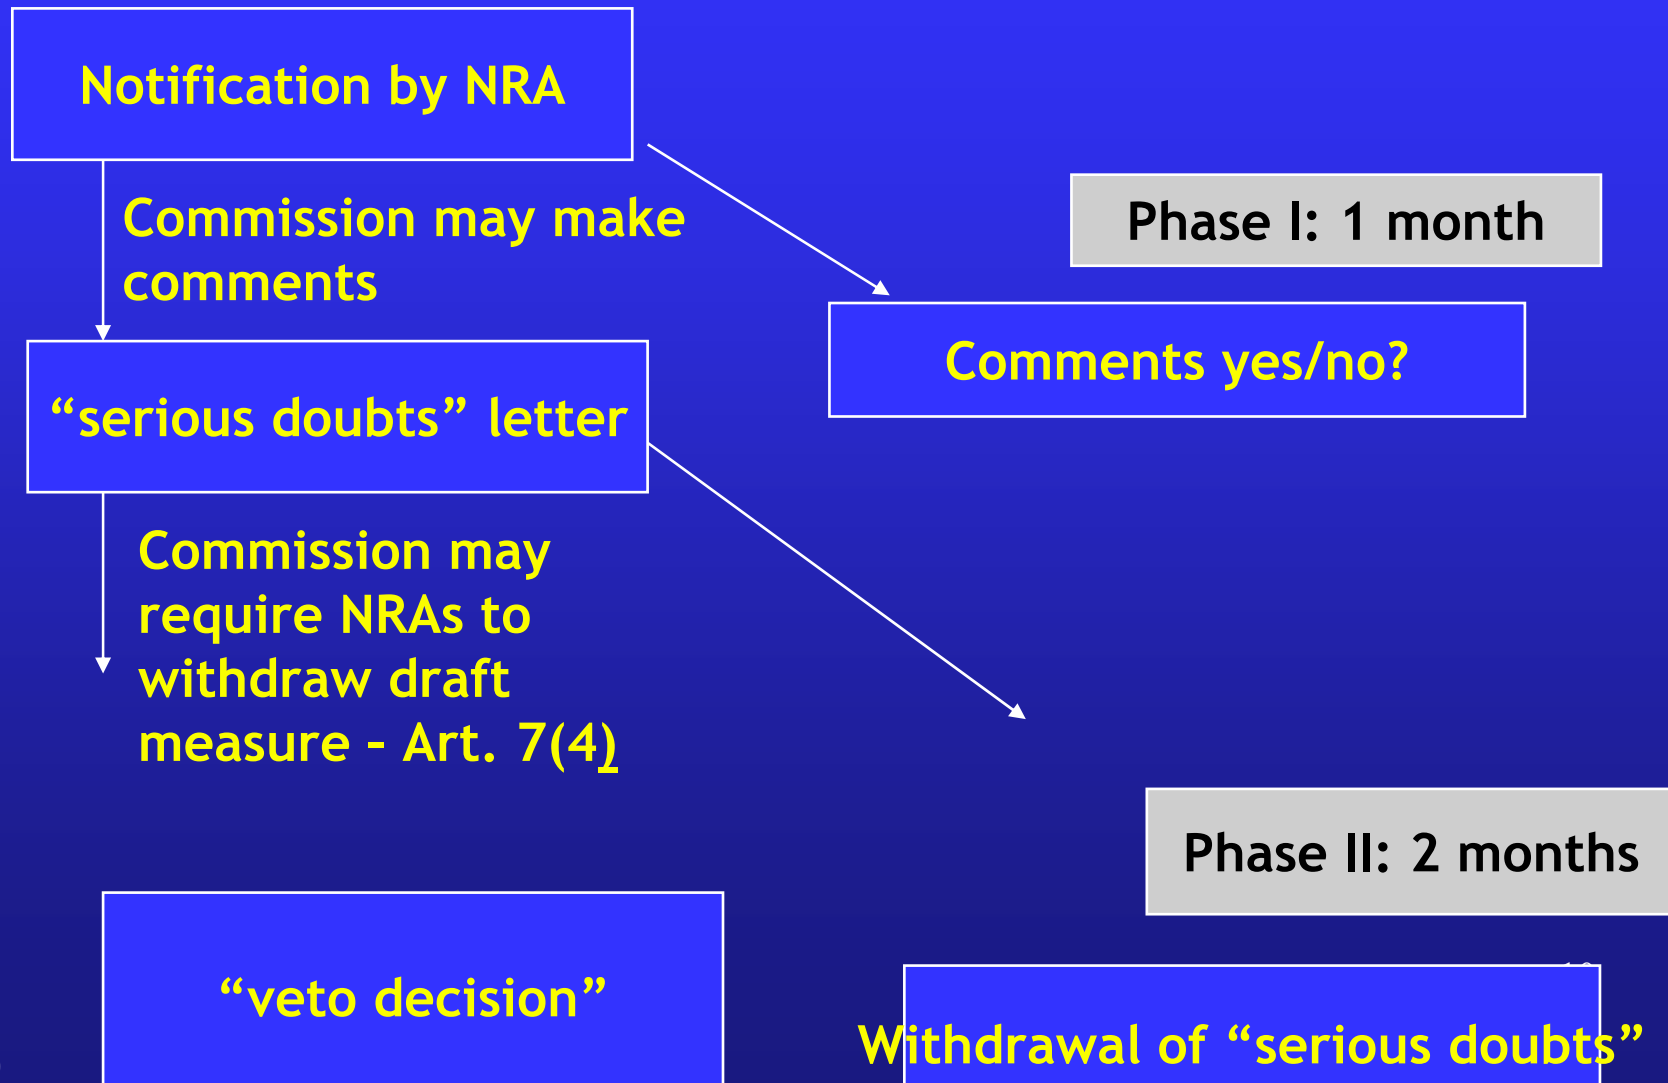 Notification by NRA
Commission may make
comments
Phase I: 1 month
Comments yes/no?
“serious doubts” letter
Commission may
require NRAs to
withdraw draft
measure – Art. 7(4)
Phase II: 2 months
“veto decision”
Withdrawal of “serious doubts”